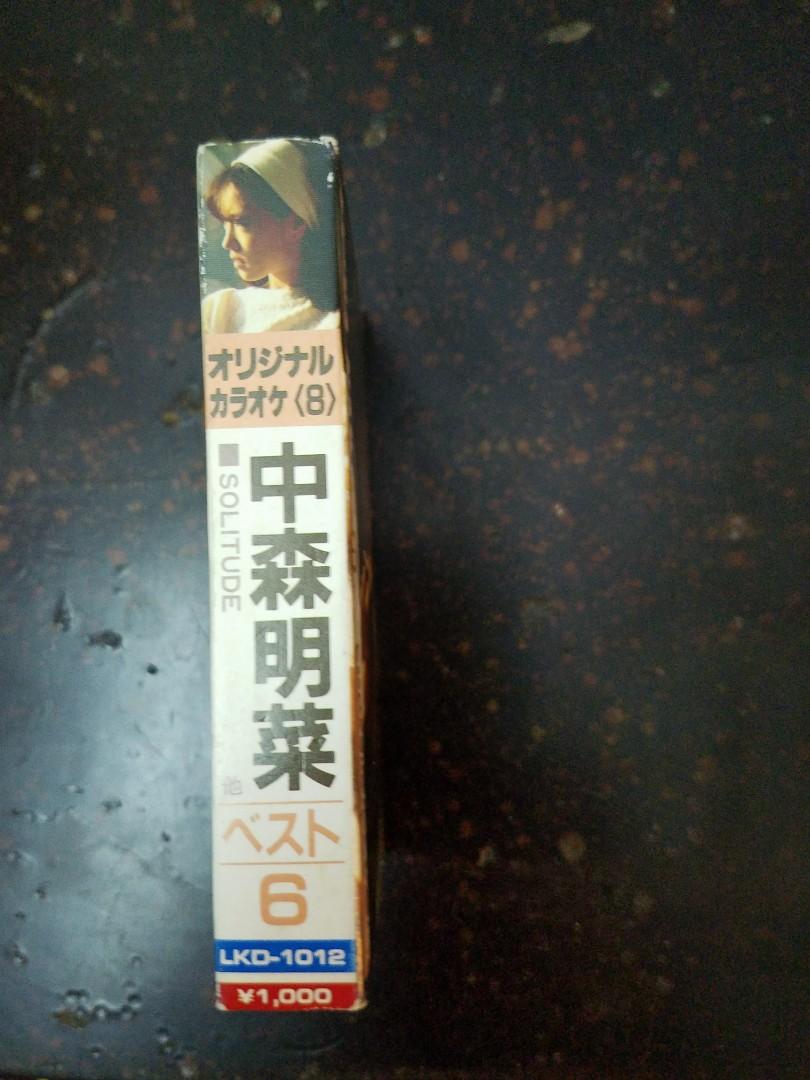 オリジナル
カラオケ〈8〉
中森明菜
■SOLITUDE
他
ベスト
6
LKD-1012
¥1,000